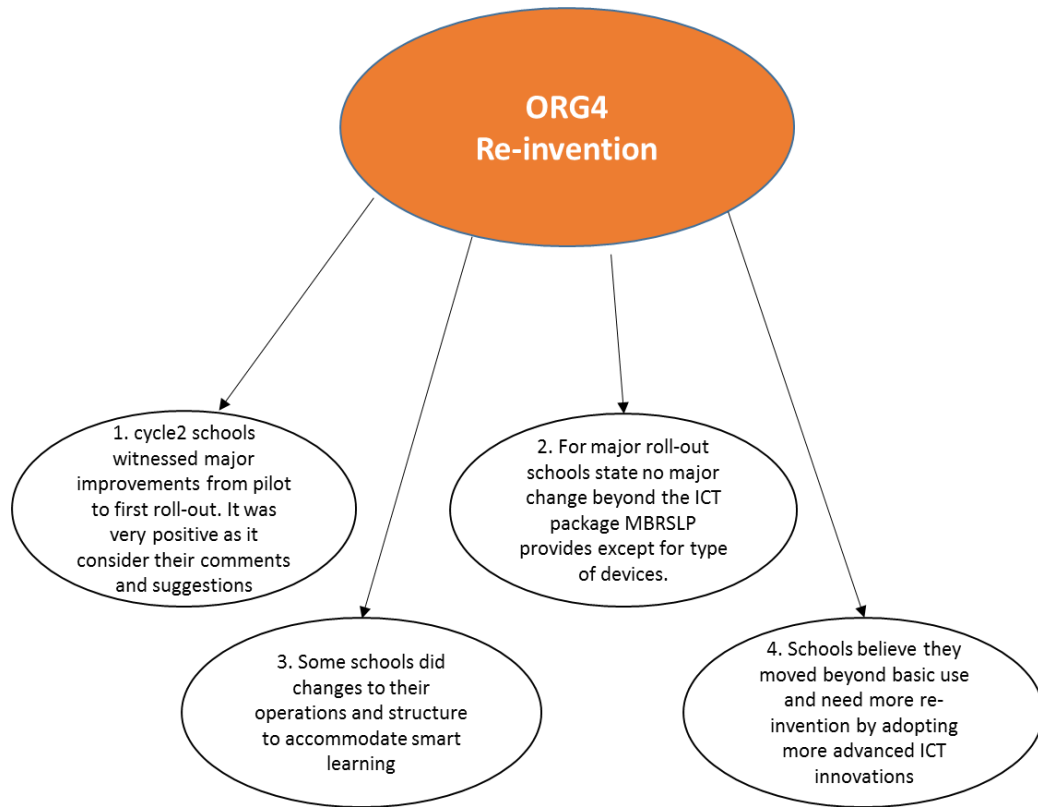 ORG4
Re-invention
1. cycle2 schools
witnessed major
improvements from pilot
to first roll-out. It was
very positive as it
consider their comments
and suggestions
2. For major roll-out
schools state no major
change beyond the ICT
package MBRSLP
provides except for type
of devices.
3. Some schools did
changes to their
operations and structure
to accommodate smart
learning
4. Schools believe they
moved beyond basic use
and need more re-
invention by adopting
more advanced ICT
innovations